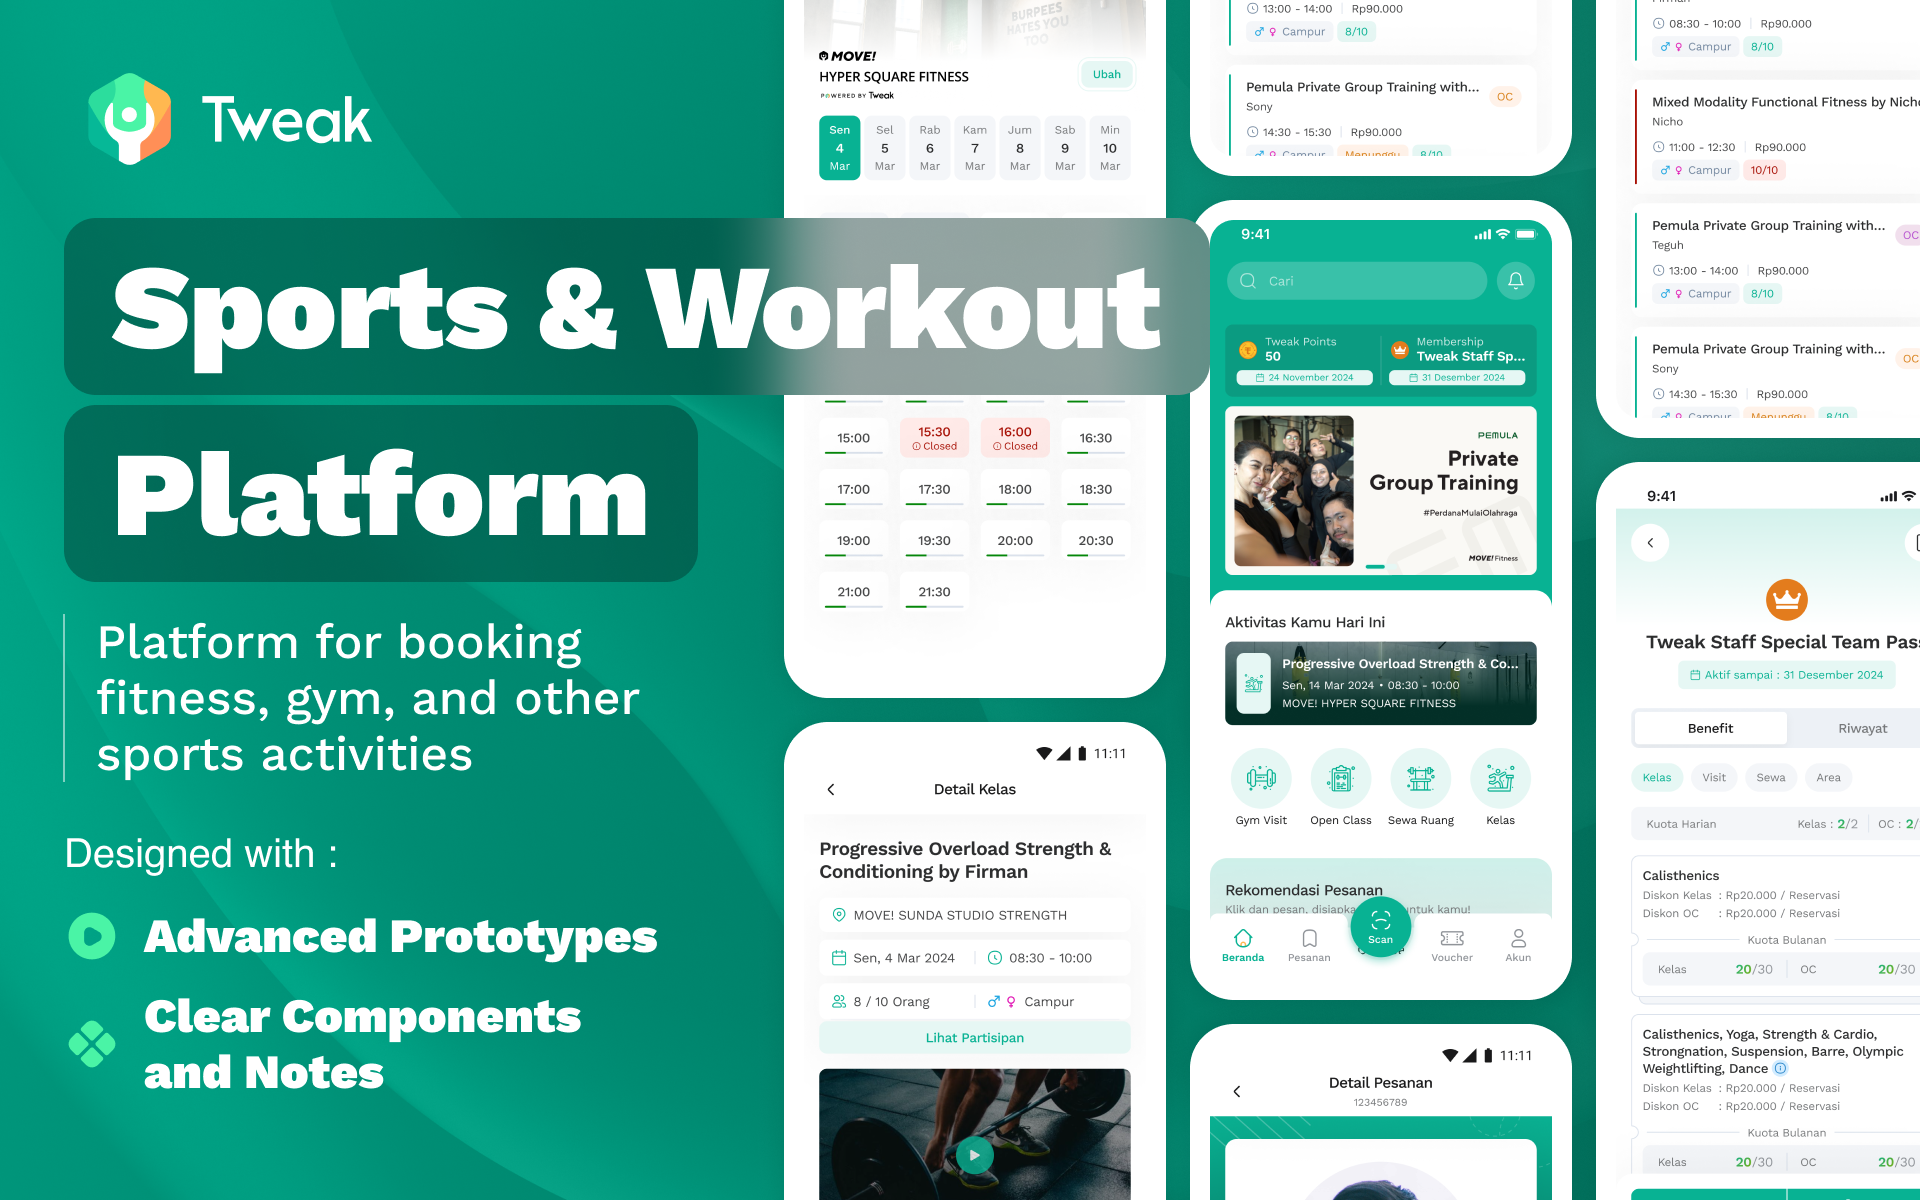 Tweak
Sports & Workout
Platform
Platform for booking
fitness, gym, and other
sports activities
Designed with :
Advanced Prototypes
Clear Components
and Notes
BURPEES
HATES YOU
TOO
MOVE!
HYPER SQUARE FITNESS
POWERED BY Tweak
Ubah
Sen Sel Rab Kam Jum Sab Min
4 5 6 7 8 9 10
Mar Mar Mar Mar Mar Mar Mar
15:00 15:30 16:00 16:30
Closed Closed
17:00 17:30 18:00 18:30
19:00 19:30 20:00 20:30
21:00 21:30
11:11
Detail Kelas
Progressive Overload Strength &
Conditioning by Firman
MOVE! SUNDA STUDIO STRENGTH
Sen, 4 Mar 2024 08:30 - 10:00
8 / 10 Orang Campur
Lihat Partisipan
13:00 - 14:00 Rp90.000
Campur 8/10
Pemula Private Group Training with...
OC
Sony
14:30 - 15:30 Rp90.000
Campur Menunggu 8/10
9:41
Cari
Tweak Points
50
24 November 2024
Membership
Tweak Staff Sp...
31 Desember 2024
PEMULA
Private
Group Training
#PerdanaMulaiOlahraga
MOVE! Fitness
Aktivitas Kamu Hari Ini
Progressive Overload Strength & Co...
Sen, 14 Mar 2024 • 08:30 - 10:00
MOVE! HYPER SQUARE FITNESS
Gym Visit Open Class Sewa Ruang Kelas
Rekomendasi Pesanan
Klik dan pesan, disiapka untuk kamu!
Scan
Beranda Pesanan Voucher Akun
11:11
Detail Pesanan
123456789
08:30 - 10:00 Rp90.000
Campur 8/10
Mixed Modality Functional Fitness by Nicho
Nicho
11:00 - 12:30 Rp90.000
Campur 10/10
Pemula Private Group Training with...
OC
Teguh
13:00 - 14:00 Rp90.000
Campur 8/10
Pemula Private Group Training with...
OC
Sony
14:30 - 15:30 Rp90.000
Campur Menunggu 8/10
9:41
Tweak Staff Special Team Pas
Aktif sampai : 31 Desember 2024
Benefit Riwayat
Kelas Visit Sewa Area
Kuota Harian Kelas : 2/2 OC : 2/
Calisthenics
Diskon Kelas : Rp20.000 / Reservasi
Diskon OC : Rp20.000 / Reservasi
Kuota Bulanan
Kelas 20/30 OC 20/30
Calisthenics, Yoga, Strength & Cardio,
Strongnation, Suspension, Barre, Olympic
Weightlifting, Dance
Diskon Kelas : Rp20.000 / Reservasi
Diskon OC : Rp20.000 / Reservasi
Kuota Bulanan
Kelas 20/30 OC 20/30